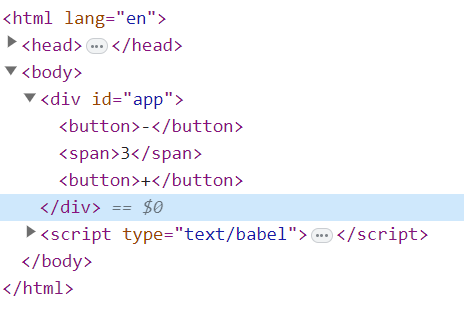 <html lang="en">
<head>…</head>
<body>
<div id="app">
<button>-</button>
<span>3</span>
<button>+</button>
</div> == $0
<script type="text/babel">…</script>
</body>
</html>